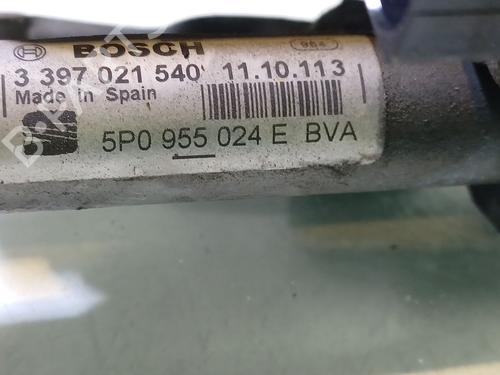 BOSCH
3 397 021 540 11.10.113
Made in Spain
5P0 955 024 E BVA